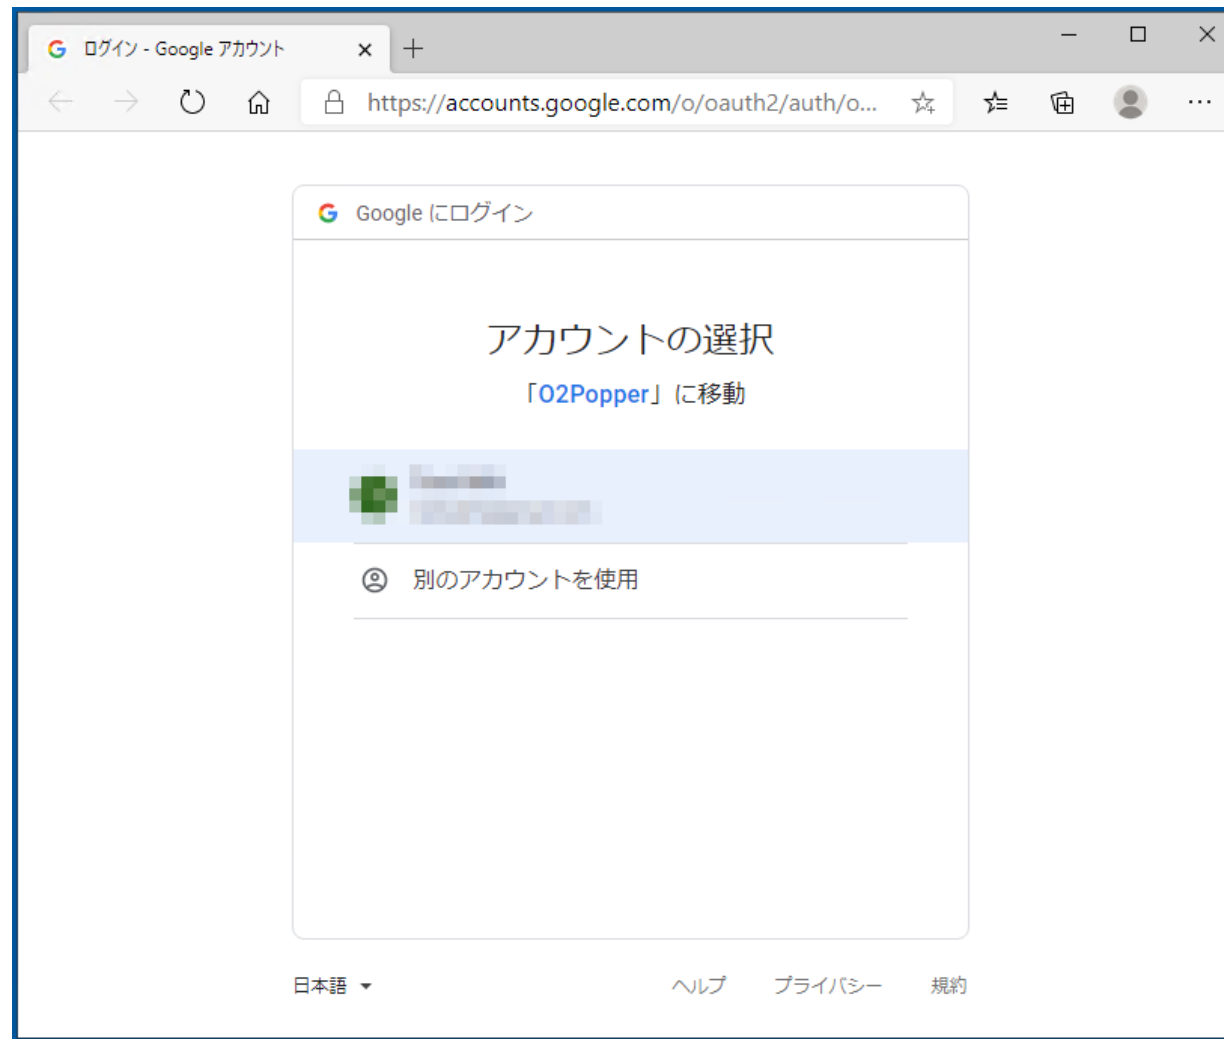 ログイン - Google アカウント
https://accounts.google.com/o/oauth2/auth/o...
Google にログイン
アカウントの選択
「O2Popper」に移動
別のアカウントを使用
日本語
ヘルプ
プライバシー
規約